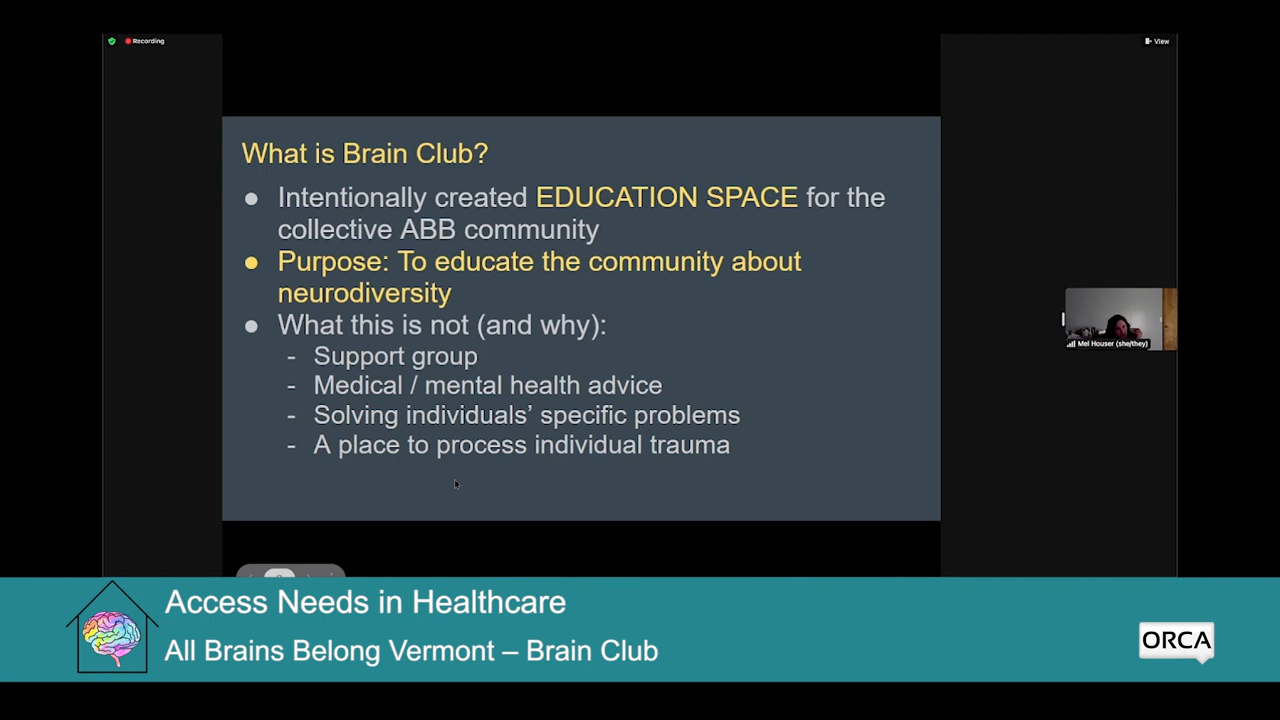 Recording
View
What is Brain Club?
● Intentionally created EDUCATION SPACE for the
collective ABB community
● Purpose: To educate the community about
neurodiversity
● What this is not (and why):
- Support group
- Medical / mental health advice
- Solving individuals’ specific problems
- A place to process individual trauma
Mel Houser (she/they)
Access Needs in Healthcare
All Brains Belong Vermont – Brain Club
ORCA